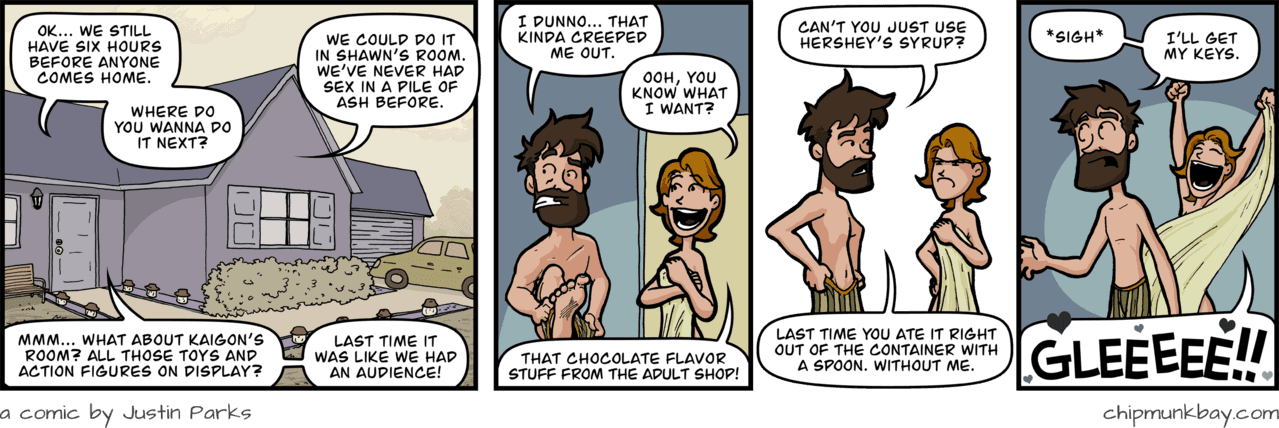 OK... WE STILL
HAVE SIX HOURS
BEFORE ANYONE
COMES HOME.
WHERE DO
YOU WANNA DO
IT NEXT?
WE COULD DO IT
IN SHAWN'S ROOM.
WE'VE NEVER HAD
SEX IN A PILE OF
ASH BEFORE.
MMM... WHAT ABOUT KAIGON'S
ROOM? ALL THOSE TOYS AND
ACTION FIGURES ON DISPLAY?
LAST TIME IT
WAS LIKE WE HAD
AN AUDIENCE!
I DUNNO... THAT
KINDA CREEPED
ME OUT.
OOH, YOU
KNOW WHAT
I WANT?
THAT CHOCOLATE FLAVOR
STUFF FROM THE ADULT SHOP!
CAN'T YOU JUST USE
HERSHEY'S SYRUP?
LAST TIME YOU ATE IT RIGHT
OUT OF THE CONTAINER WITH
A SPOON. WITHOUT ME.
*SIGH*
I'LL GET
MY KEYS.
GLEEEEE!!
a comic by Justin Parks
chipmunkbay.com